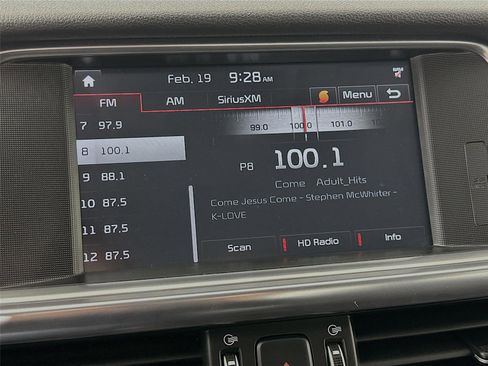 Feb, 19 9:28 AM
FM AM SiriusXM Menu
7 97.9
8 100.1
9 88.1
10 87.5
11 87.5
12 87.5
99.0 100.0 101.0
P8 100.1
Come Adult_Hits
Come Jesus Come - Stephen McWhirter -
K-LOVE
Scan HD Radio Info